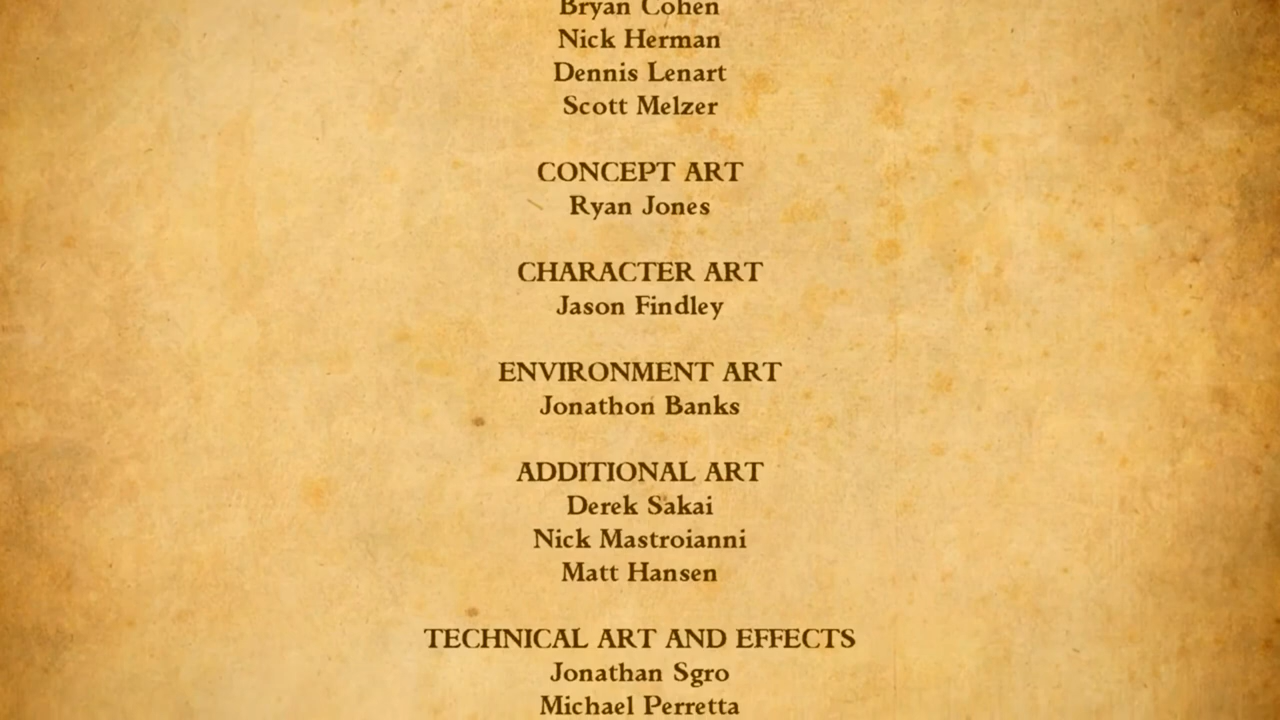 Bryan Cohen
Nick Herman
Dennis Lenart
Scott Melzer
CONCEPT ART
Ryan Jones
CHARACTER ART
Jason Findley
ENVIRONMENT ART
Jonathon Banks
ADDITIONAL ART
Derek Sakai
Nick Mastroianni
Matt Hansen
TECHNICAL ART AND EFFECTS
Jonathan Sgro
Michael Perretta